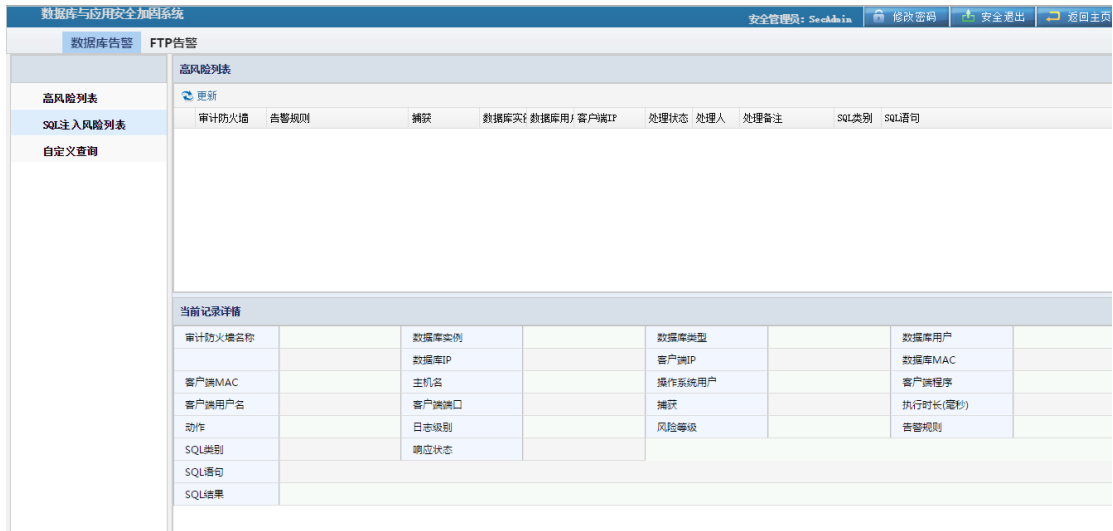 数据库与应用安全加固系统
安全管理员: SecAdmin 修改密码 安全退出 返回主页
数据库告警 FTP告警
高风险列表
更新
高风险列表
SQL注入风险列表
自定义查询
审计防火墙 告警规则 捕获 数据库实 数据库用 客户端IP 处理状态 处理人 处理备注 SQL类别 SQL语句
当前记录详情
审计防火墙名称 数据库实例 数据库类型 数据库用户
数据库IP 客户端IP 数据库MAC
客户端MAC 主机名 操作系统用户 客户端程序
客户端用户名 客户端端口 捕获 执行时长(毫秒)
动作 日志级别 风险等级 告警规则
SQL类别 响应状态
SQL语句
SQL结果